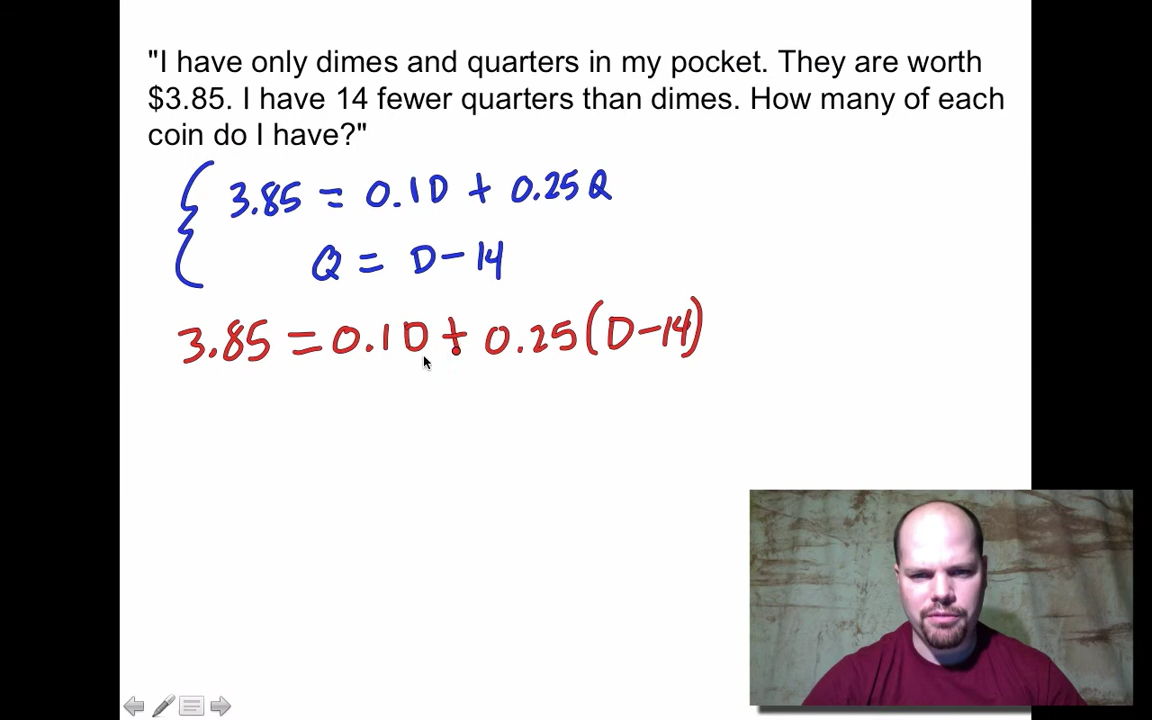 "I have only dimes and quarters in my pocket. They are worth
$3.85. I have 14 fewer quarters than dimes. How many of each
coin do I have?"
3.85 = 0.1D + 0.25Q
Q = D-14
3.85 = 0.1D + 0.25(D-14)